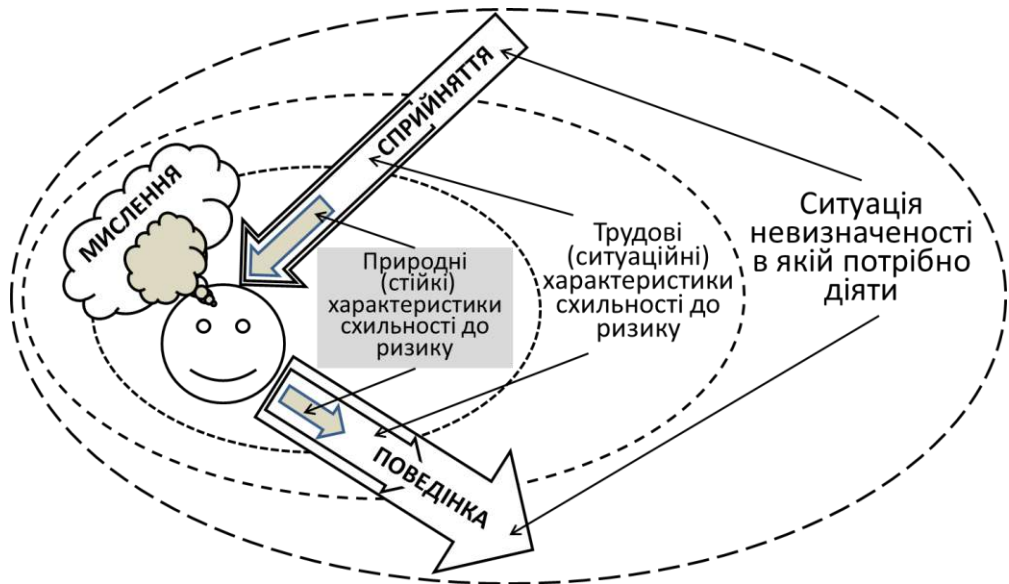 СПРИЙНЯТТЯ
МИСЛЕННЯ
Природні
(стійкі)
характеристики
схильності до
ризику
Трудові
(ситуаційні)
характеристики
схильності до
ризику
Ситуація
невизначеності
в якій потрібно
діяти
ПОВЕДІНКА